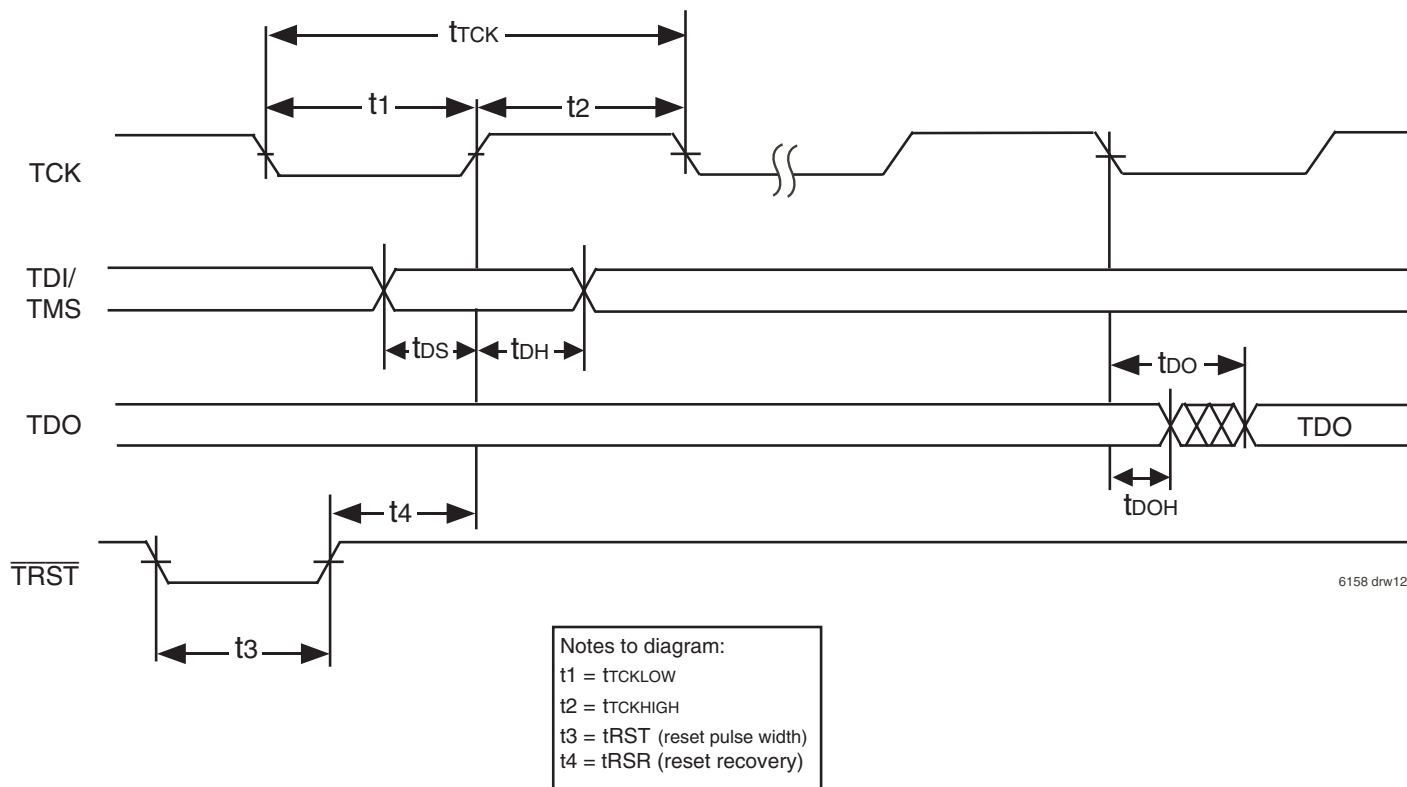 tTCK
t1
t2
TCK
TDI/
TMS
tDS
tDH
tDO
TDO
TDO
tDOH
t4
TRST
6158 drw12
t3
Notes to diagram:
t1 = tTCKLOW
t2 = tTCKHIGH
t3 = tRST (reset pulse width)
t4 = tRSR (reset recovery)